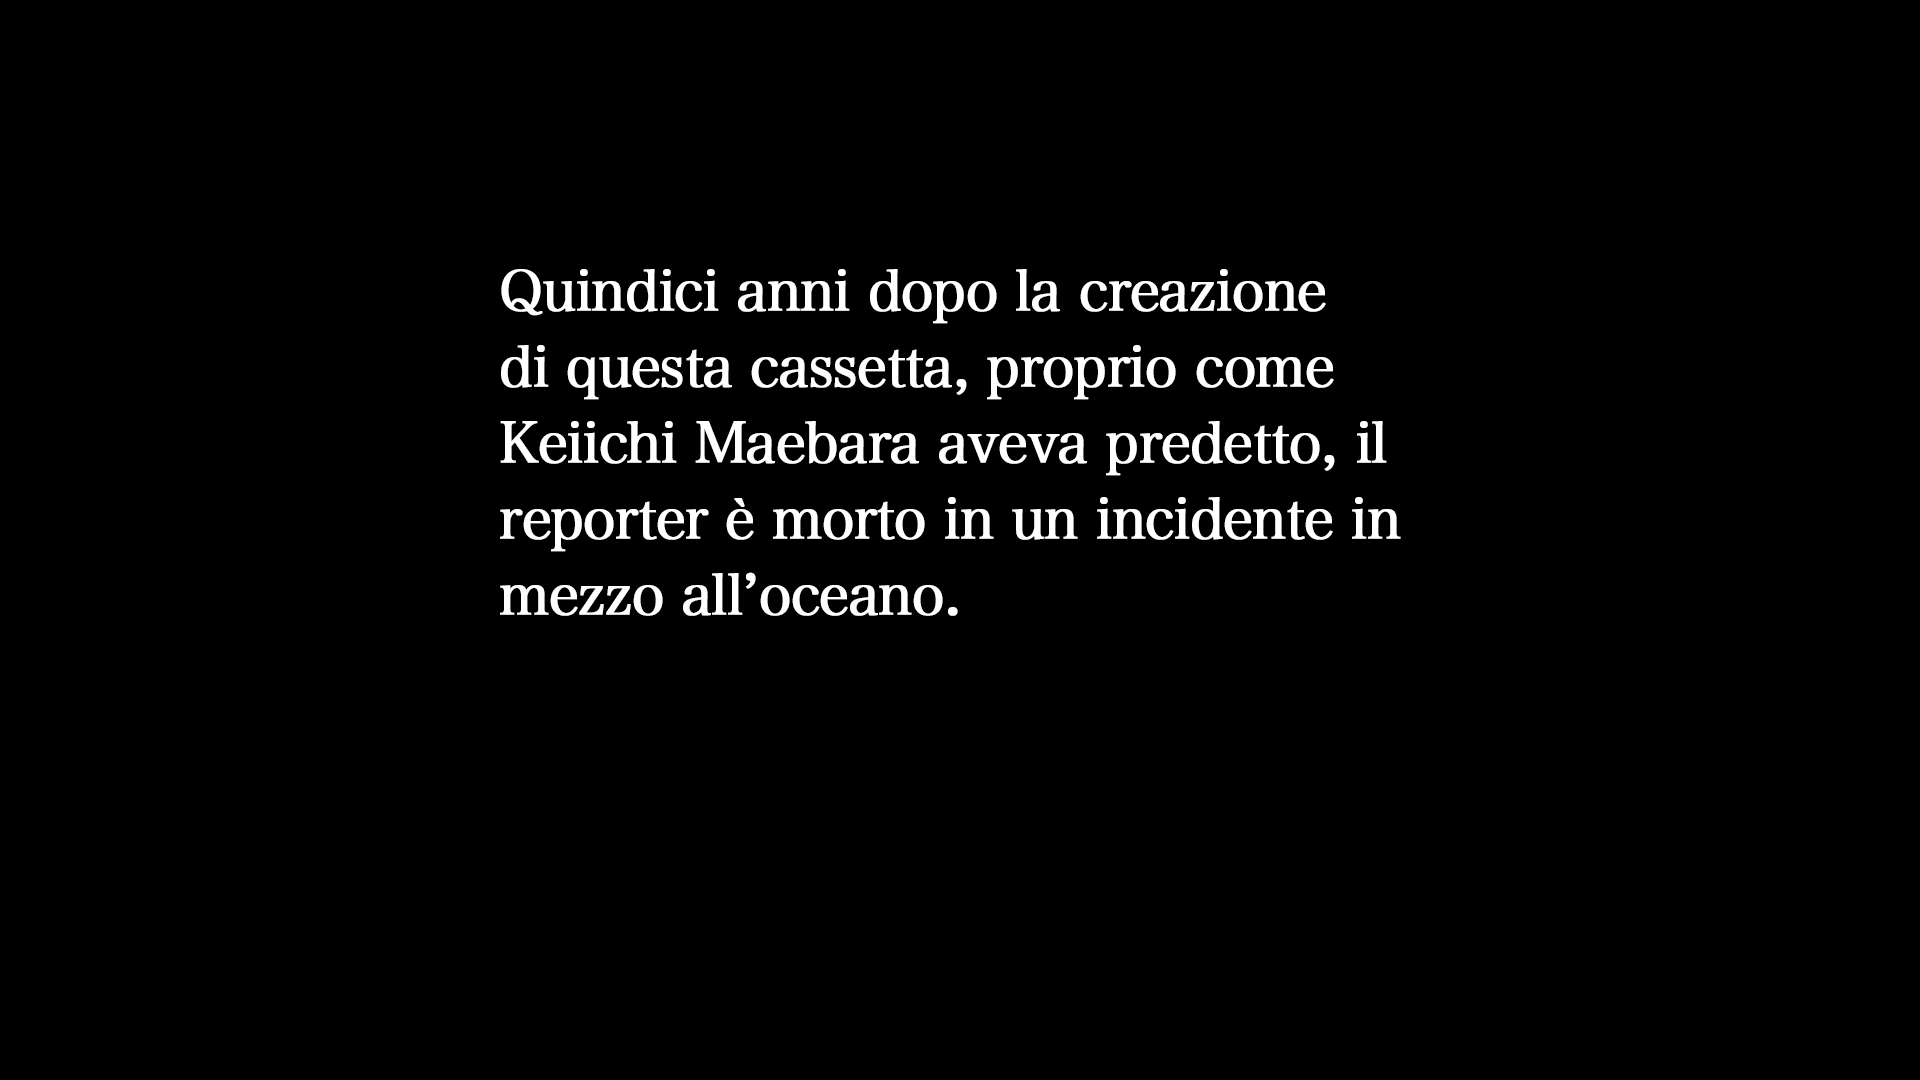 Quindici anni dopo la creazione
di questa cassetta, proprio come
Keiichi Maebara aveva predetto, il
reporter è morto in un incidente in
mezzo all’oceano.